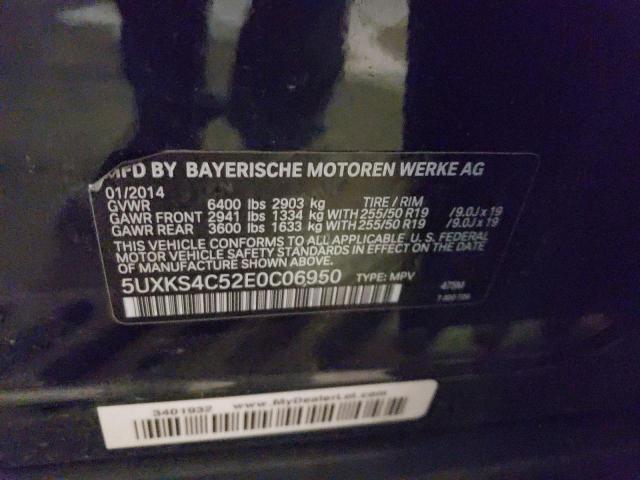 MFD BY BAYERISCHE MOTOREN WERKE AG
01/2014
GVWR 6400 lbs 2903 kg TIRE / RIM
GAWR FRONT 2941 lbs 1334 kg WITH 255/50 R19 / 9.0J x 19
GAWR REAR 3600 lbs 1633 kg WITH 255/50 R19 / 9.0J x 19
THIS VEHICLE CONFORMS TO ALL APPLICABLE U. S. FEDERAL
MOTOR VEHICLE SAFETY STANDARDS IN EFFECT ON THE DATE
OF MANUFACTURE SHOWN ABOVE.
5UXKS4C52E0C06950 TYPE: MPV
475M
3401932 www.MyDealerLot.com